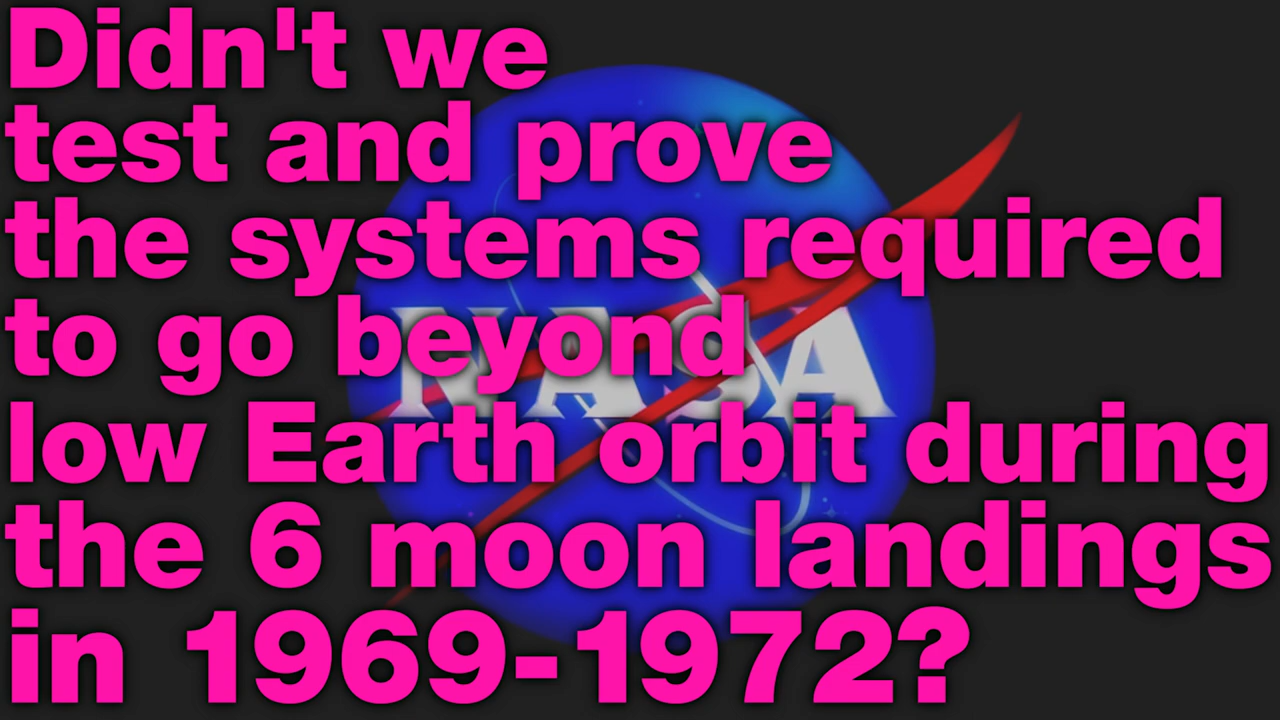 Didn't we
test and prove
the systems required
to go beyond
NASA
low Earth orbit during
the 6 moon landings
in 1969-1972?